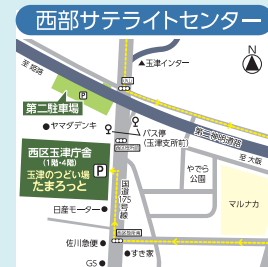 西部サテライトセンター
N
至 姫路
▲玉津インター
第二駐車場
P
第二神明道路
●ヤマダデンキ
バス停
(玉津支所前)
至 大阪
西区玉津庁舎
(1階・4階)
玉津のつどい場
たまろっと
P
やでら
公園
国道175号線
マルナカ
日産モーター●
佐川急便●
●すき家
GS●